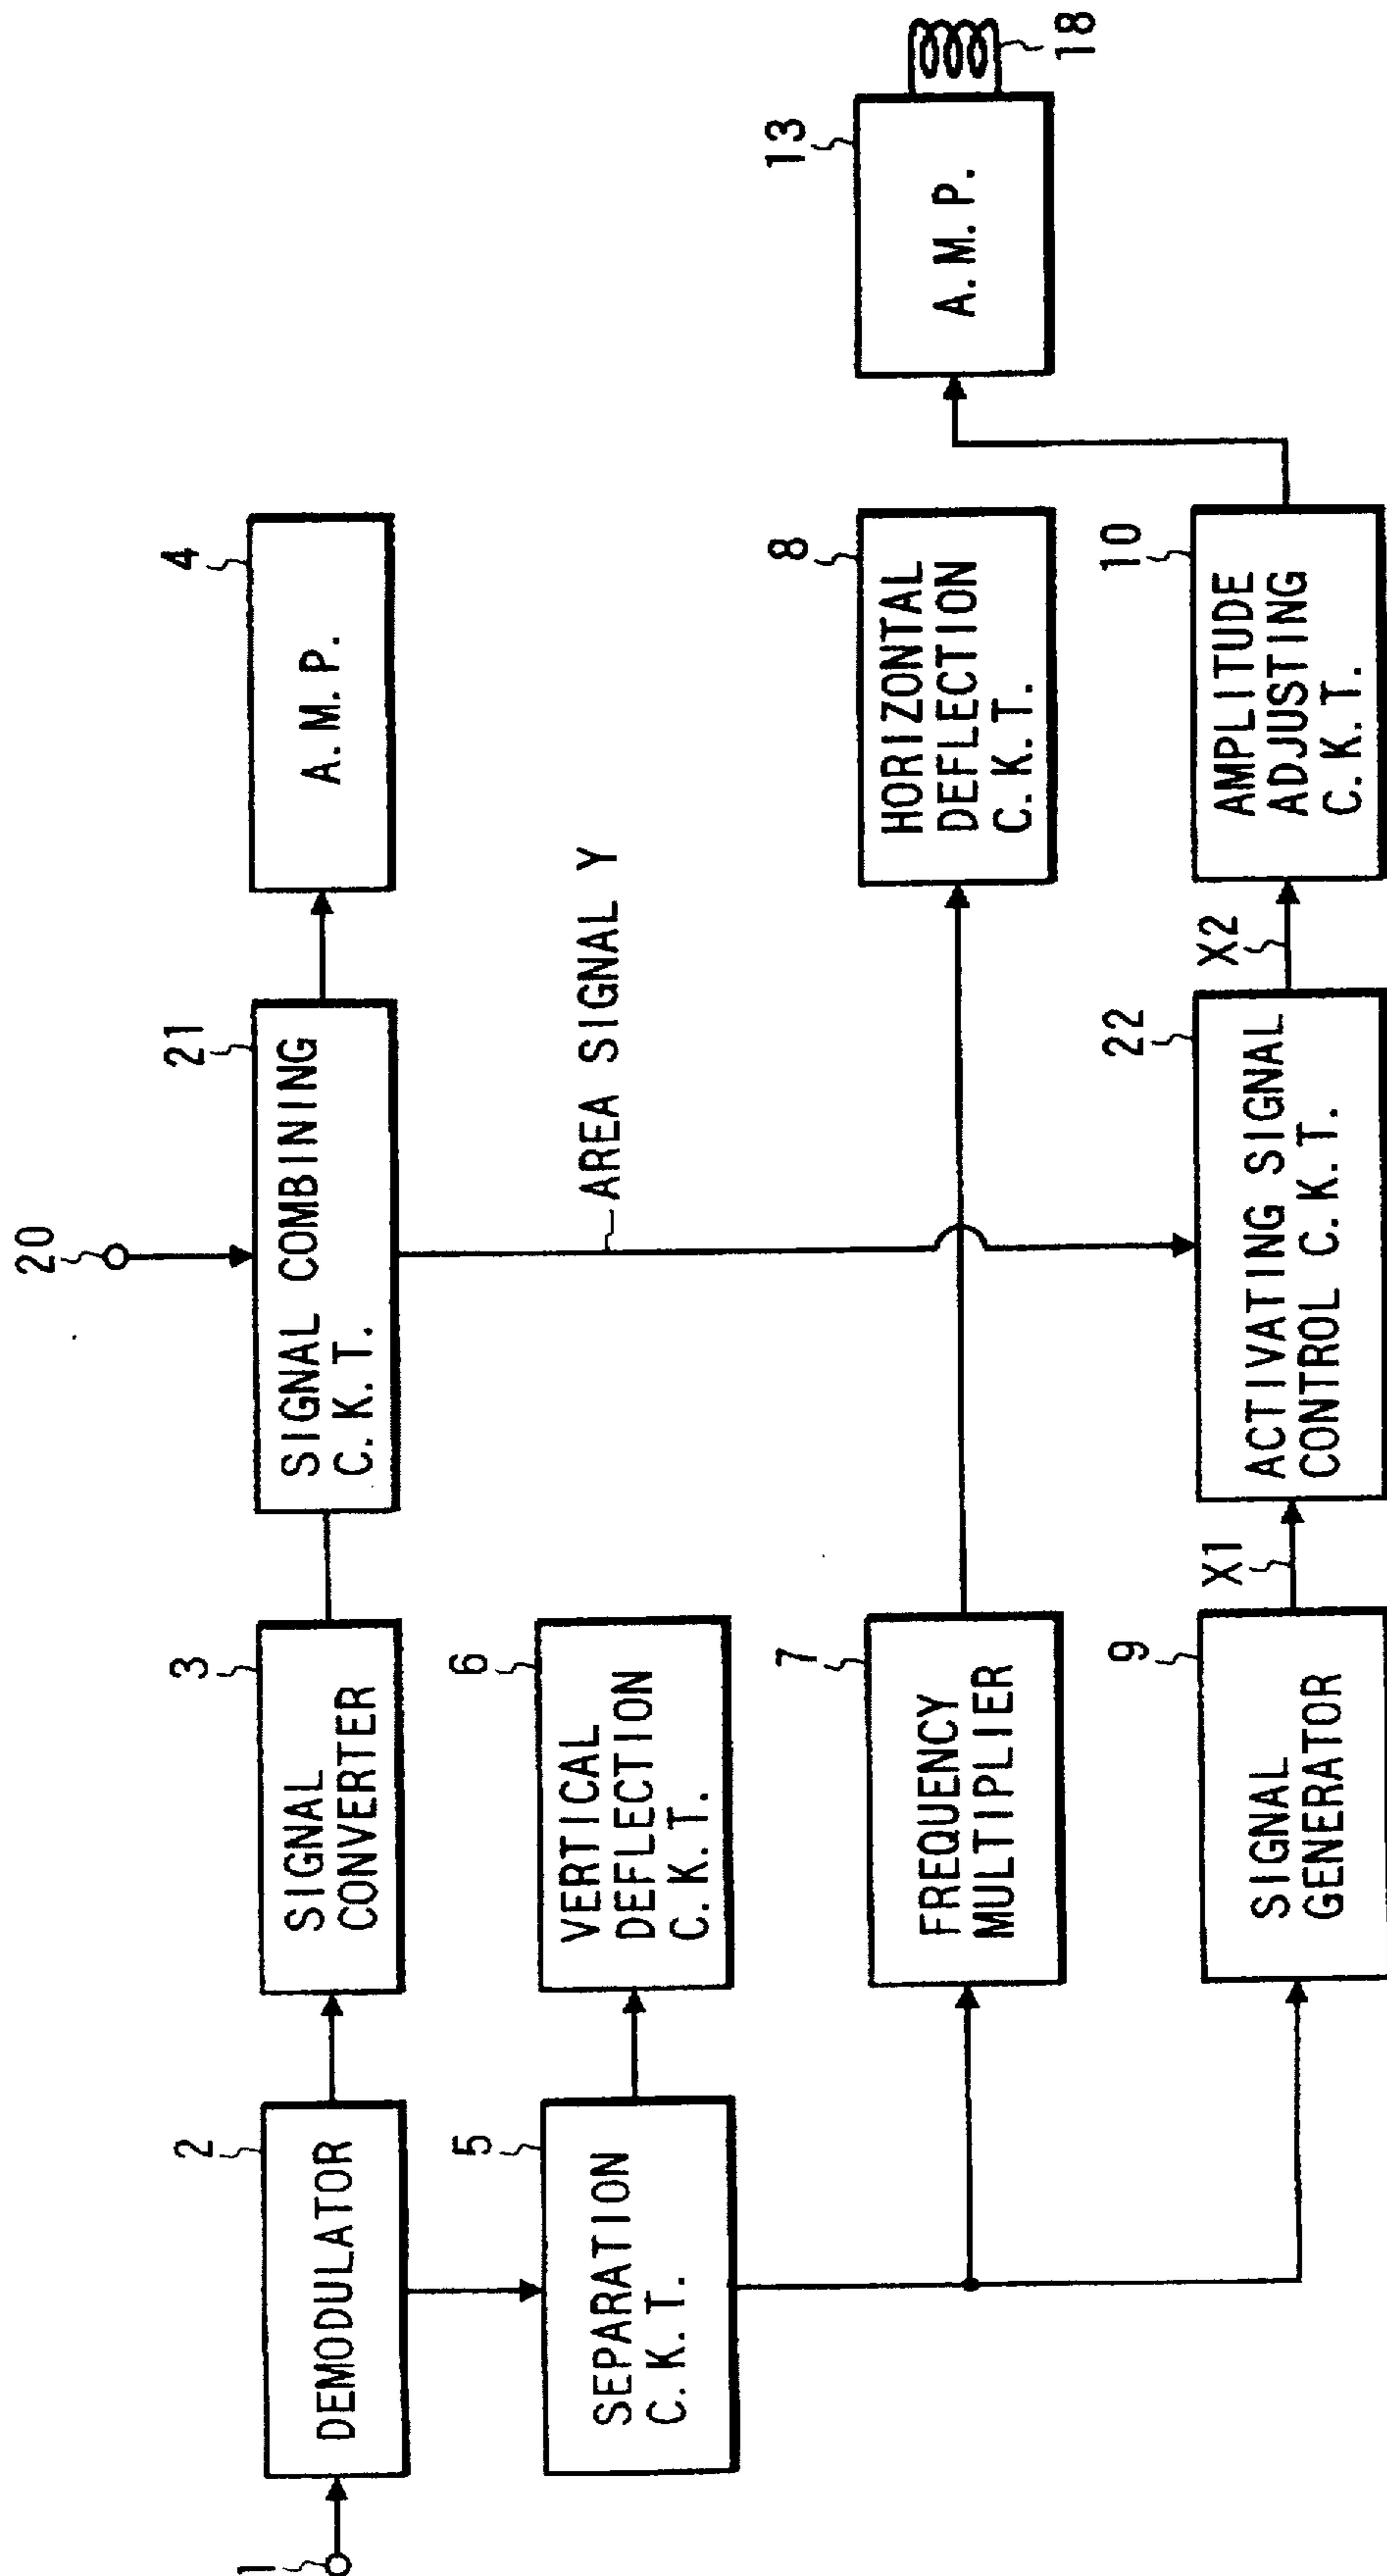 20
21
SIGNAL COMBINING
C. K. T.
4
A. M. P.
3
SIGNAL
CONVERTER
2
DEMODULATOR
1
AREA SIGNAL Y
5
SEPARATION
C. K. T.
6
VERTICAL
DEFLECTION
C. K. T.
7
FREQUENCY
MULTIPLIER
8
HORIZONTAL
DEFLECTION
C. K. T.
13
A. M. P.
18
9
SIGNAL
GENERATOR
X1
22
ACTIVATING SIGNAL
CONTROL C. K. T.
X2
10
AMPLITUDE
ADJUSTING
C. K. T.